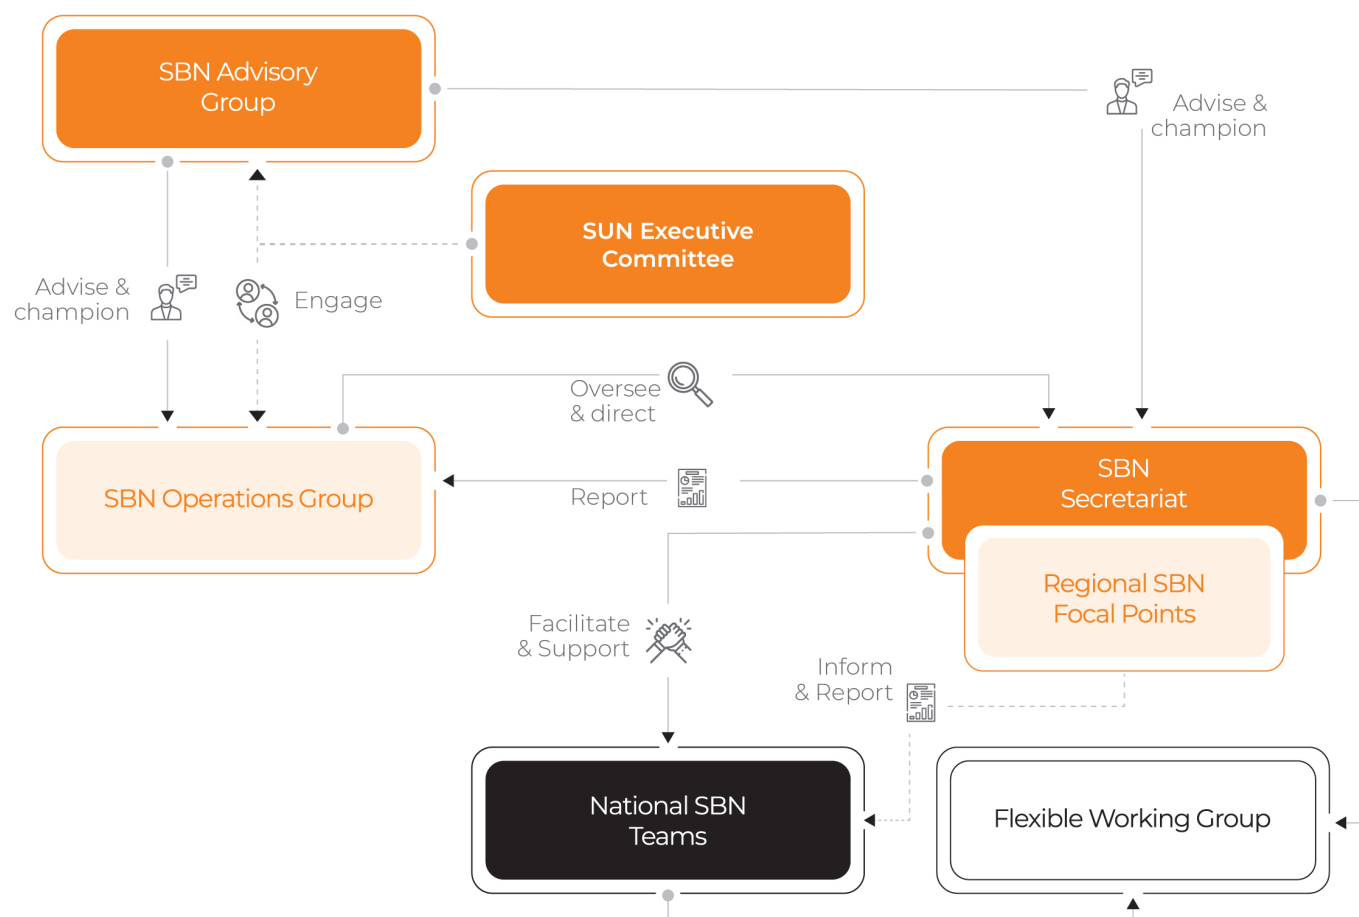 SBN Advisory
Group
Advise &
champion
SUN Executive
Committee
Advise &
champion
Engage
Oversee
& direct
SBN Operations Group
Report
SBN
Secretariat
Regional SBN
Focal Points
Facilitate
& Support
Inform
& Report
National SBN
Teams
Flexible Working Group